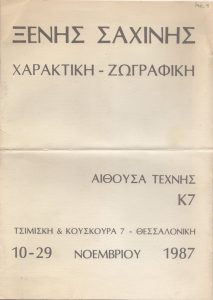 ΞΕΝΗΣ ΣΑΧΙΝΗΣ
ΧΑΡΑΚΤΙΚΗ - ΖΩΓΡΑΦΙΚΗ
ΑΙΘΟΥΣΑ ΤΕΧΝΗΣ
Κ7
ΤΣΙΜΙΣΚΗ & ΚΟΥΣΚΟΥΡΑ 7 - ΘΕΣΣΑΛΟΝΙΚΗ
10-29 ΝΟΕΜΒΡΙΟΥ 1987